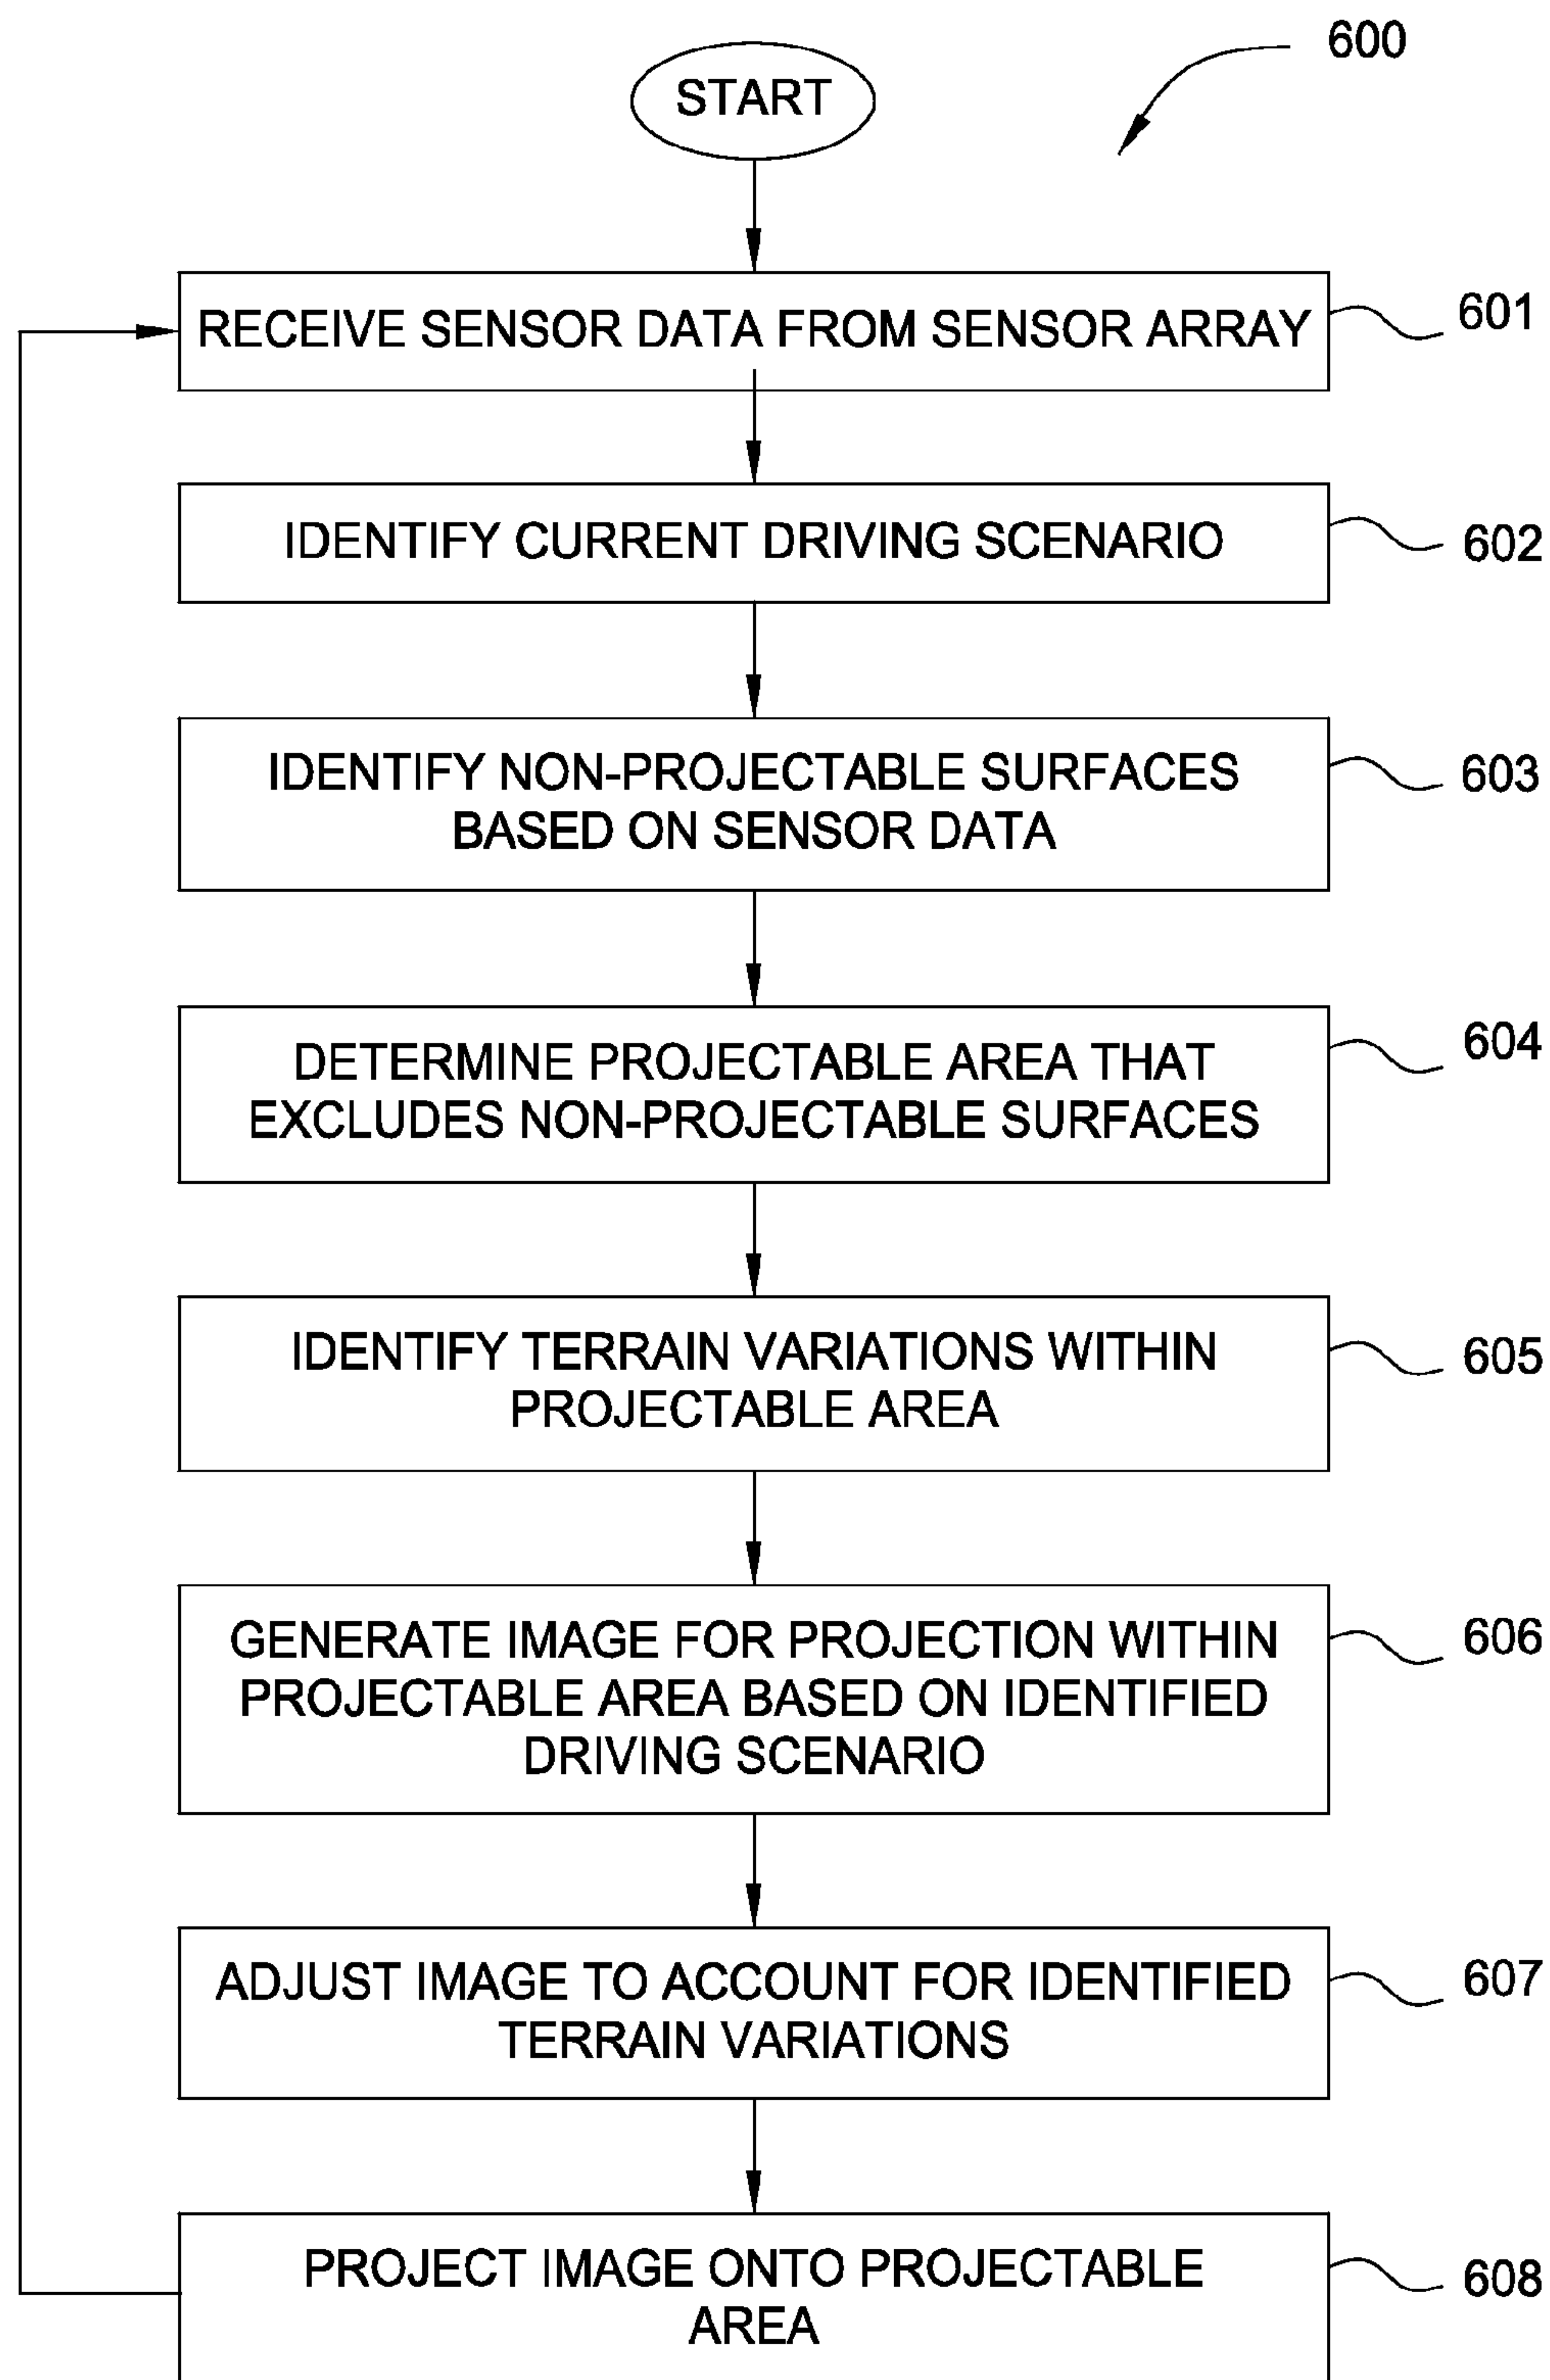 600
START
RECEIVE SENSOR DATA FROM SENSOR ARRAY
601
IDENTIFY CURRENT DRIVING SCENARIO
602
IDENTIFY NON-PROJECTABLE SURFACES
BASED ON SENSOR DATA
603
DETERMINE PROJECTABLE AREA THAT
EXCLUDES NON-PROJECTABLE SURFACES
604
IDENTIFY TERRAIN VARIATIONS WITHIN
PROJECTABLE AREA
605
GENERATE IMAGE FOR PROJECTION WITHIN
PROJECTABLE AREA BASED ON IDENTIFIED
DRIVING SCENARIO
606
ADJUST IMAGE TO ACCOUNT FOR IDENTIFIED
TERRAIN VARIATIONS
607
PROJECT IMAGE ONTO PROJECTABLE
AREA
608